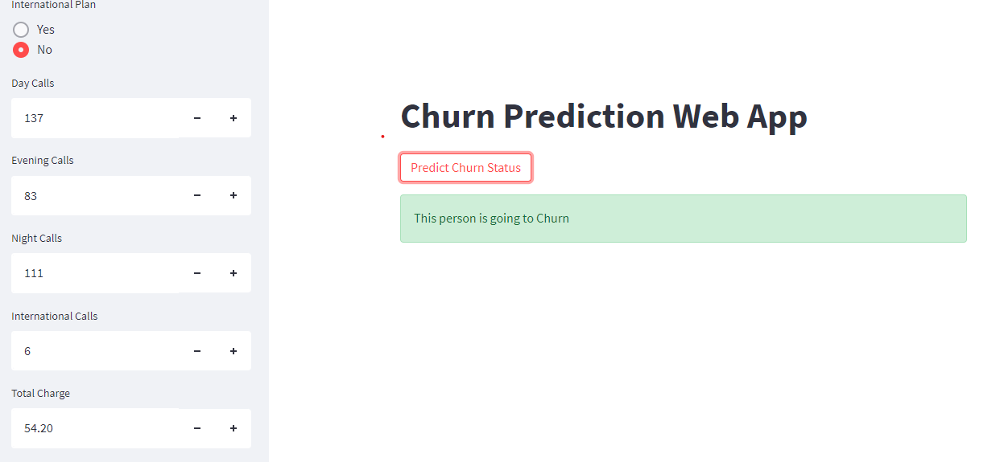 International Plan
Yes
No
Day Calls
137
Evening Calls
83
Night Calls
111
International Calls
6
Total Charge
54.20
Churn Prediction Web App
Predict Churn Status
This person is going to Churn